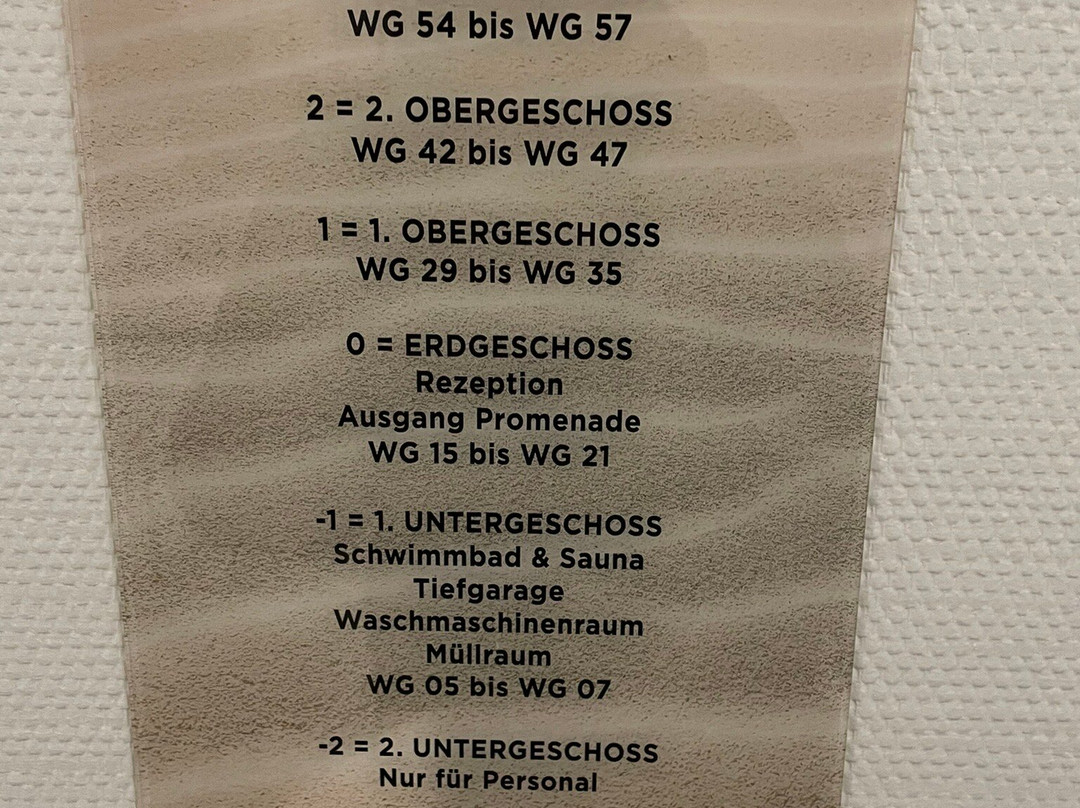 WG 54 bis WG 57
2 = 2. OBERGESCHOSS
WG 42 bis WG 47
1 = 1. OBERGESCHOSS
WG 29 bis WG 35
0 = ERDGESCHOSS
Rezeption
Ausgang Promenade
WG 15 bis WG 21
-1 = 1. UNTERGESCHOSS
Schwimmbad & Sauna
Tiefgarage
Waschmaschinenraum
Müllraum
WG 05 bis WG 07
-2 = 2. UNTERGESCHOSS
Nur für Personal